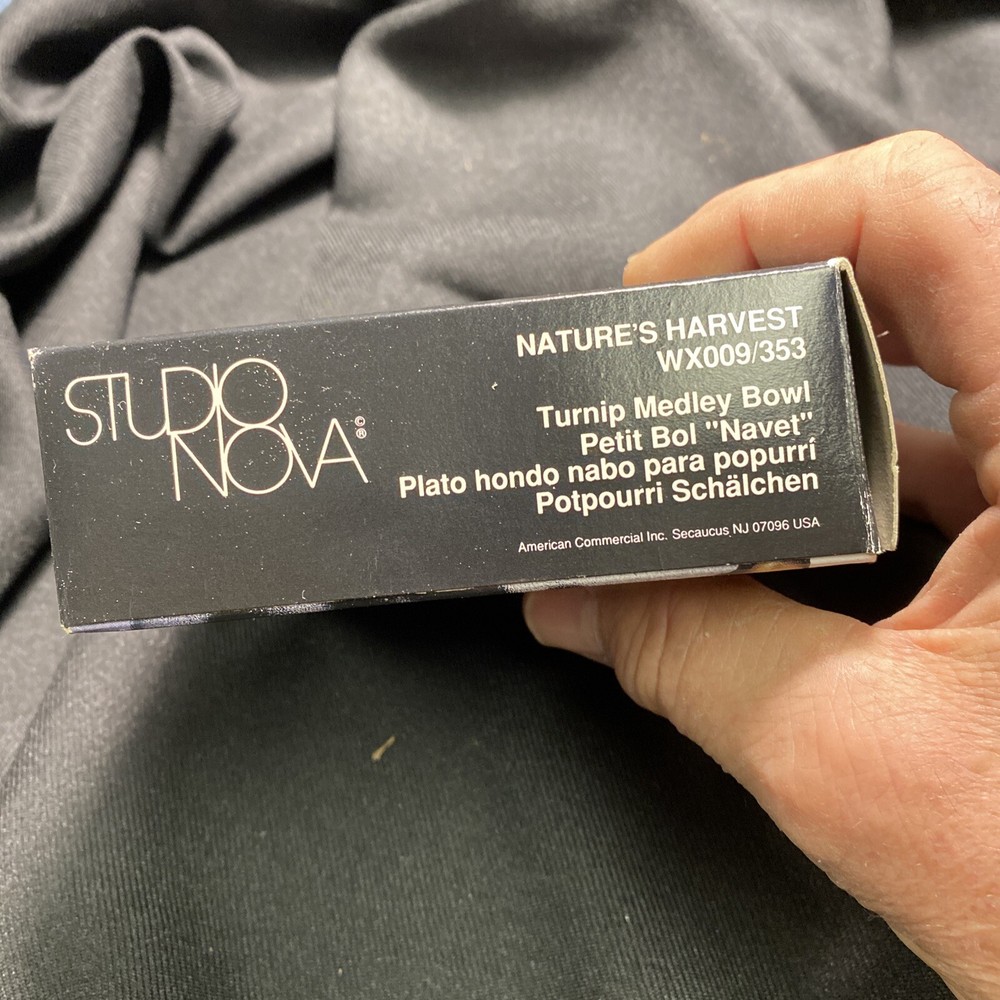 STUDIO
NOVA
©
®
NATURE'S HARVEST
WX009/353
Turnip Medley Bowl
Petit Bol "Navet"
Plato hondo nabo para popurrí
Potpourri Schälchen
American Commercial Inc. Secaucus, NJ 07096 USA